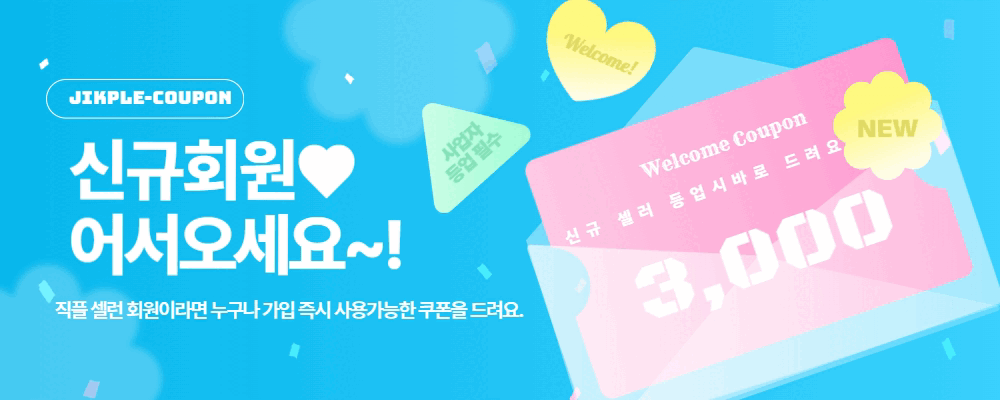 JIKPLE-COUPON
신규회원♥
어서오세요~!
직플 셀런 회원이라면 누구나 가입 즉시 사용가능한 쿠폰을 드려요.
Welcome!
사업자
등업 필수
NEW
Welcome Coupon
신규 셀러 등업시바로 드려요
3,000